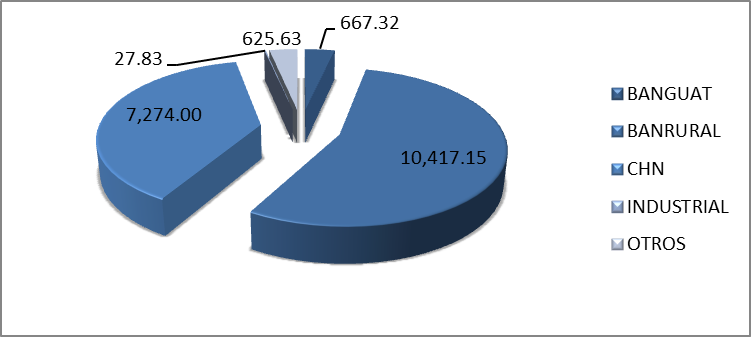 667.32
625.63
27.83
7,274.00
10,417.15
BANGUAT
BANRURAL
CHN
INDUSTRIAL
OTROS